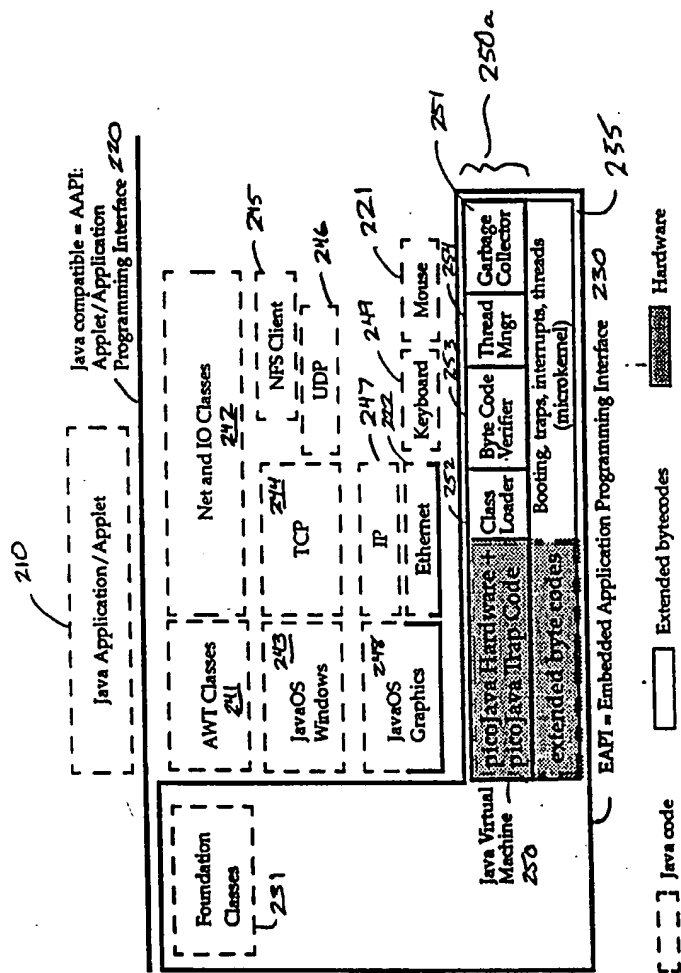 210
Java Application/Applet
Java compatible = AAPI:
Applet/Application
Programming Interface 220
Foundation
Classes
231
AWT Classes
241
Net and IO Classes
242
245
JavaOS
Windows
243
TCP
244
NFS Client
UDP
246
JavaOS
Graphics
248
IP
247
222
Ethernet
249
Keyboard
221
Mouse
Java Virtual
Machine
250
picoJava Hardware +
picoJava Trap Code
extended byte codes
252
Class
Loader
253
Byte Code
Verifier
254
Thread
Mngr
251
Garbage
Collector
250a
Booting, traps, interrupts, threads
(microkernel)
235
EAPI = Embedded Application Programming Interface 230
Java code
Extended bytecodes
Hardware